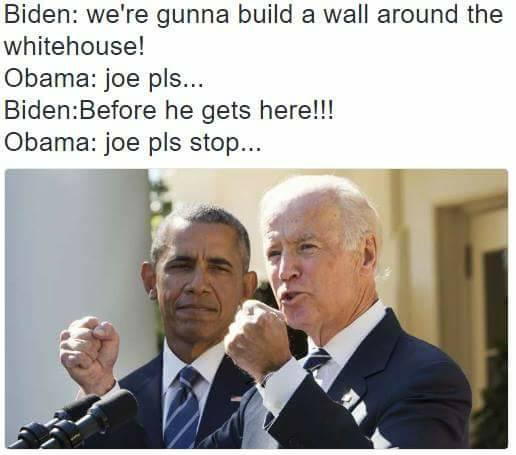 Biden: we're gunna build a wall around the
whitehouse!
Obama: joe pls...
Biden:Before he gets here!!!
Obama: joe pls stop...